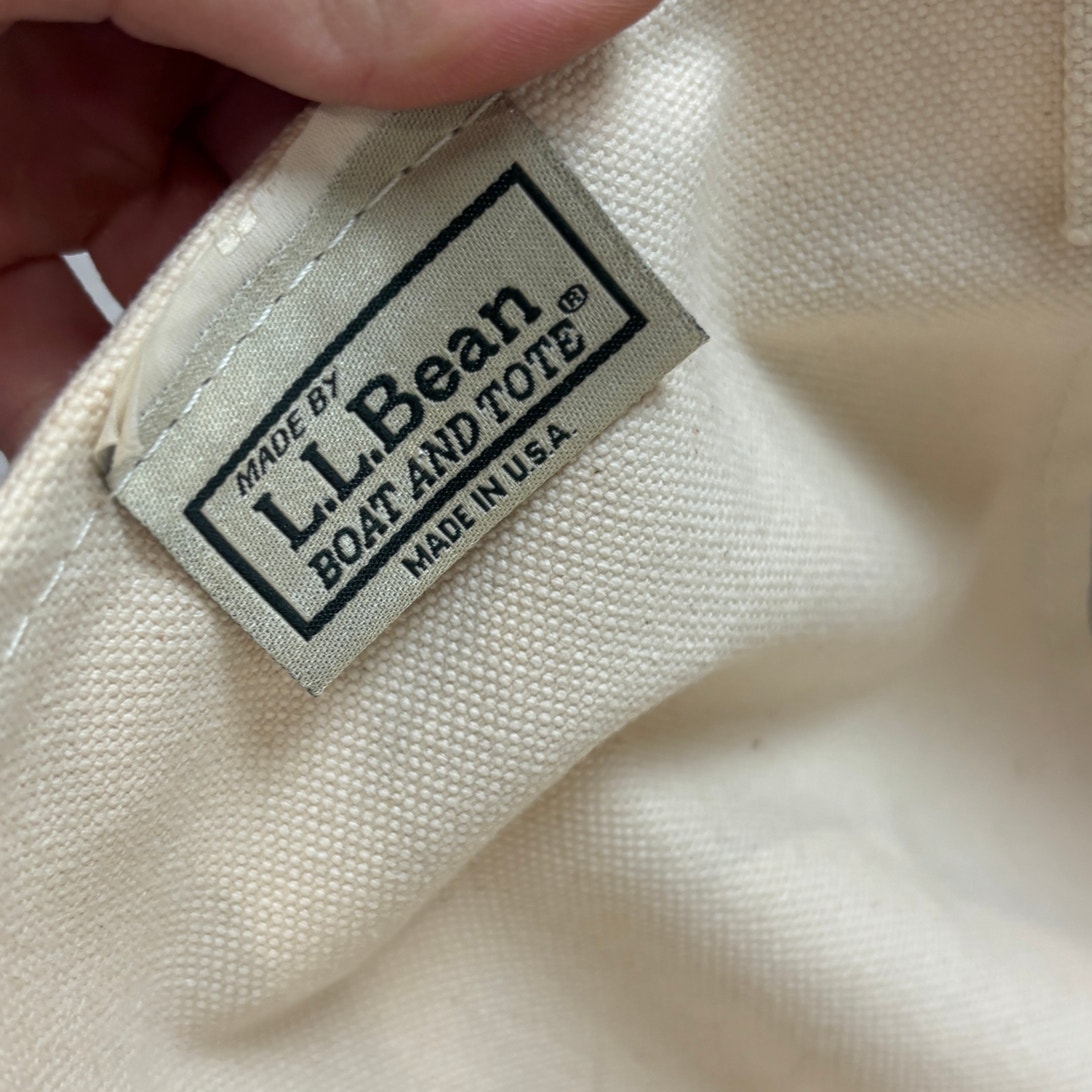 MADE BY
L.L.Bean®
BOAT AND TOTE
MADE IN U.S.A.